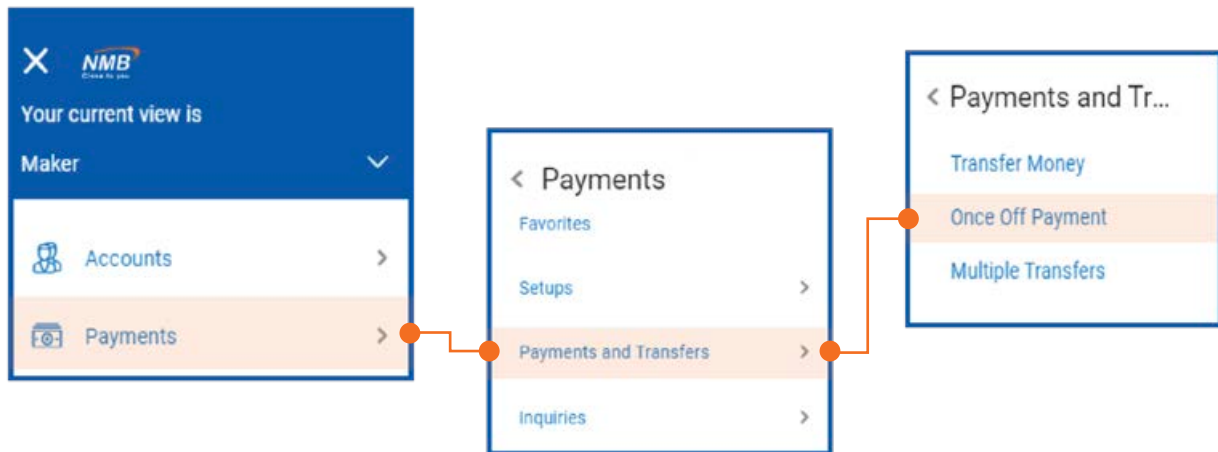 NMB
Close to you
Your current view is
Maker
Accounts
Payments
Payments
Favorites
Setups
Payments and Transfers
Inquiries
Payments and Tr...
Transfer Money
Once Off Payment
Multiple Transfers